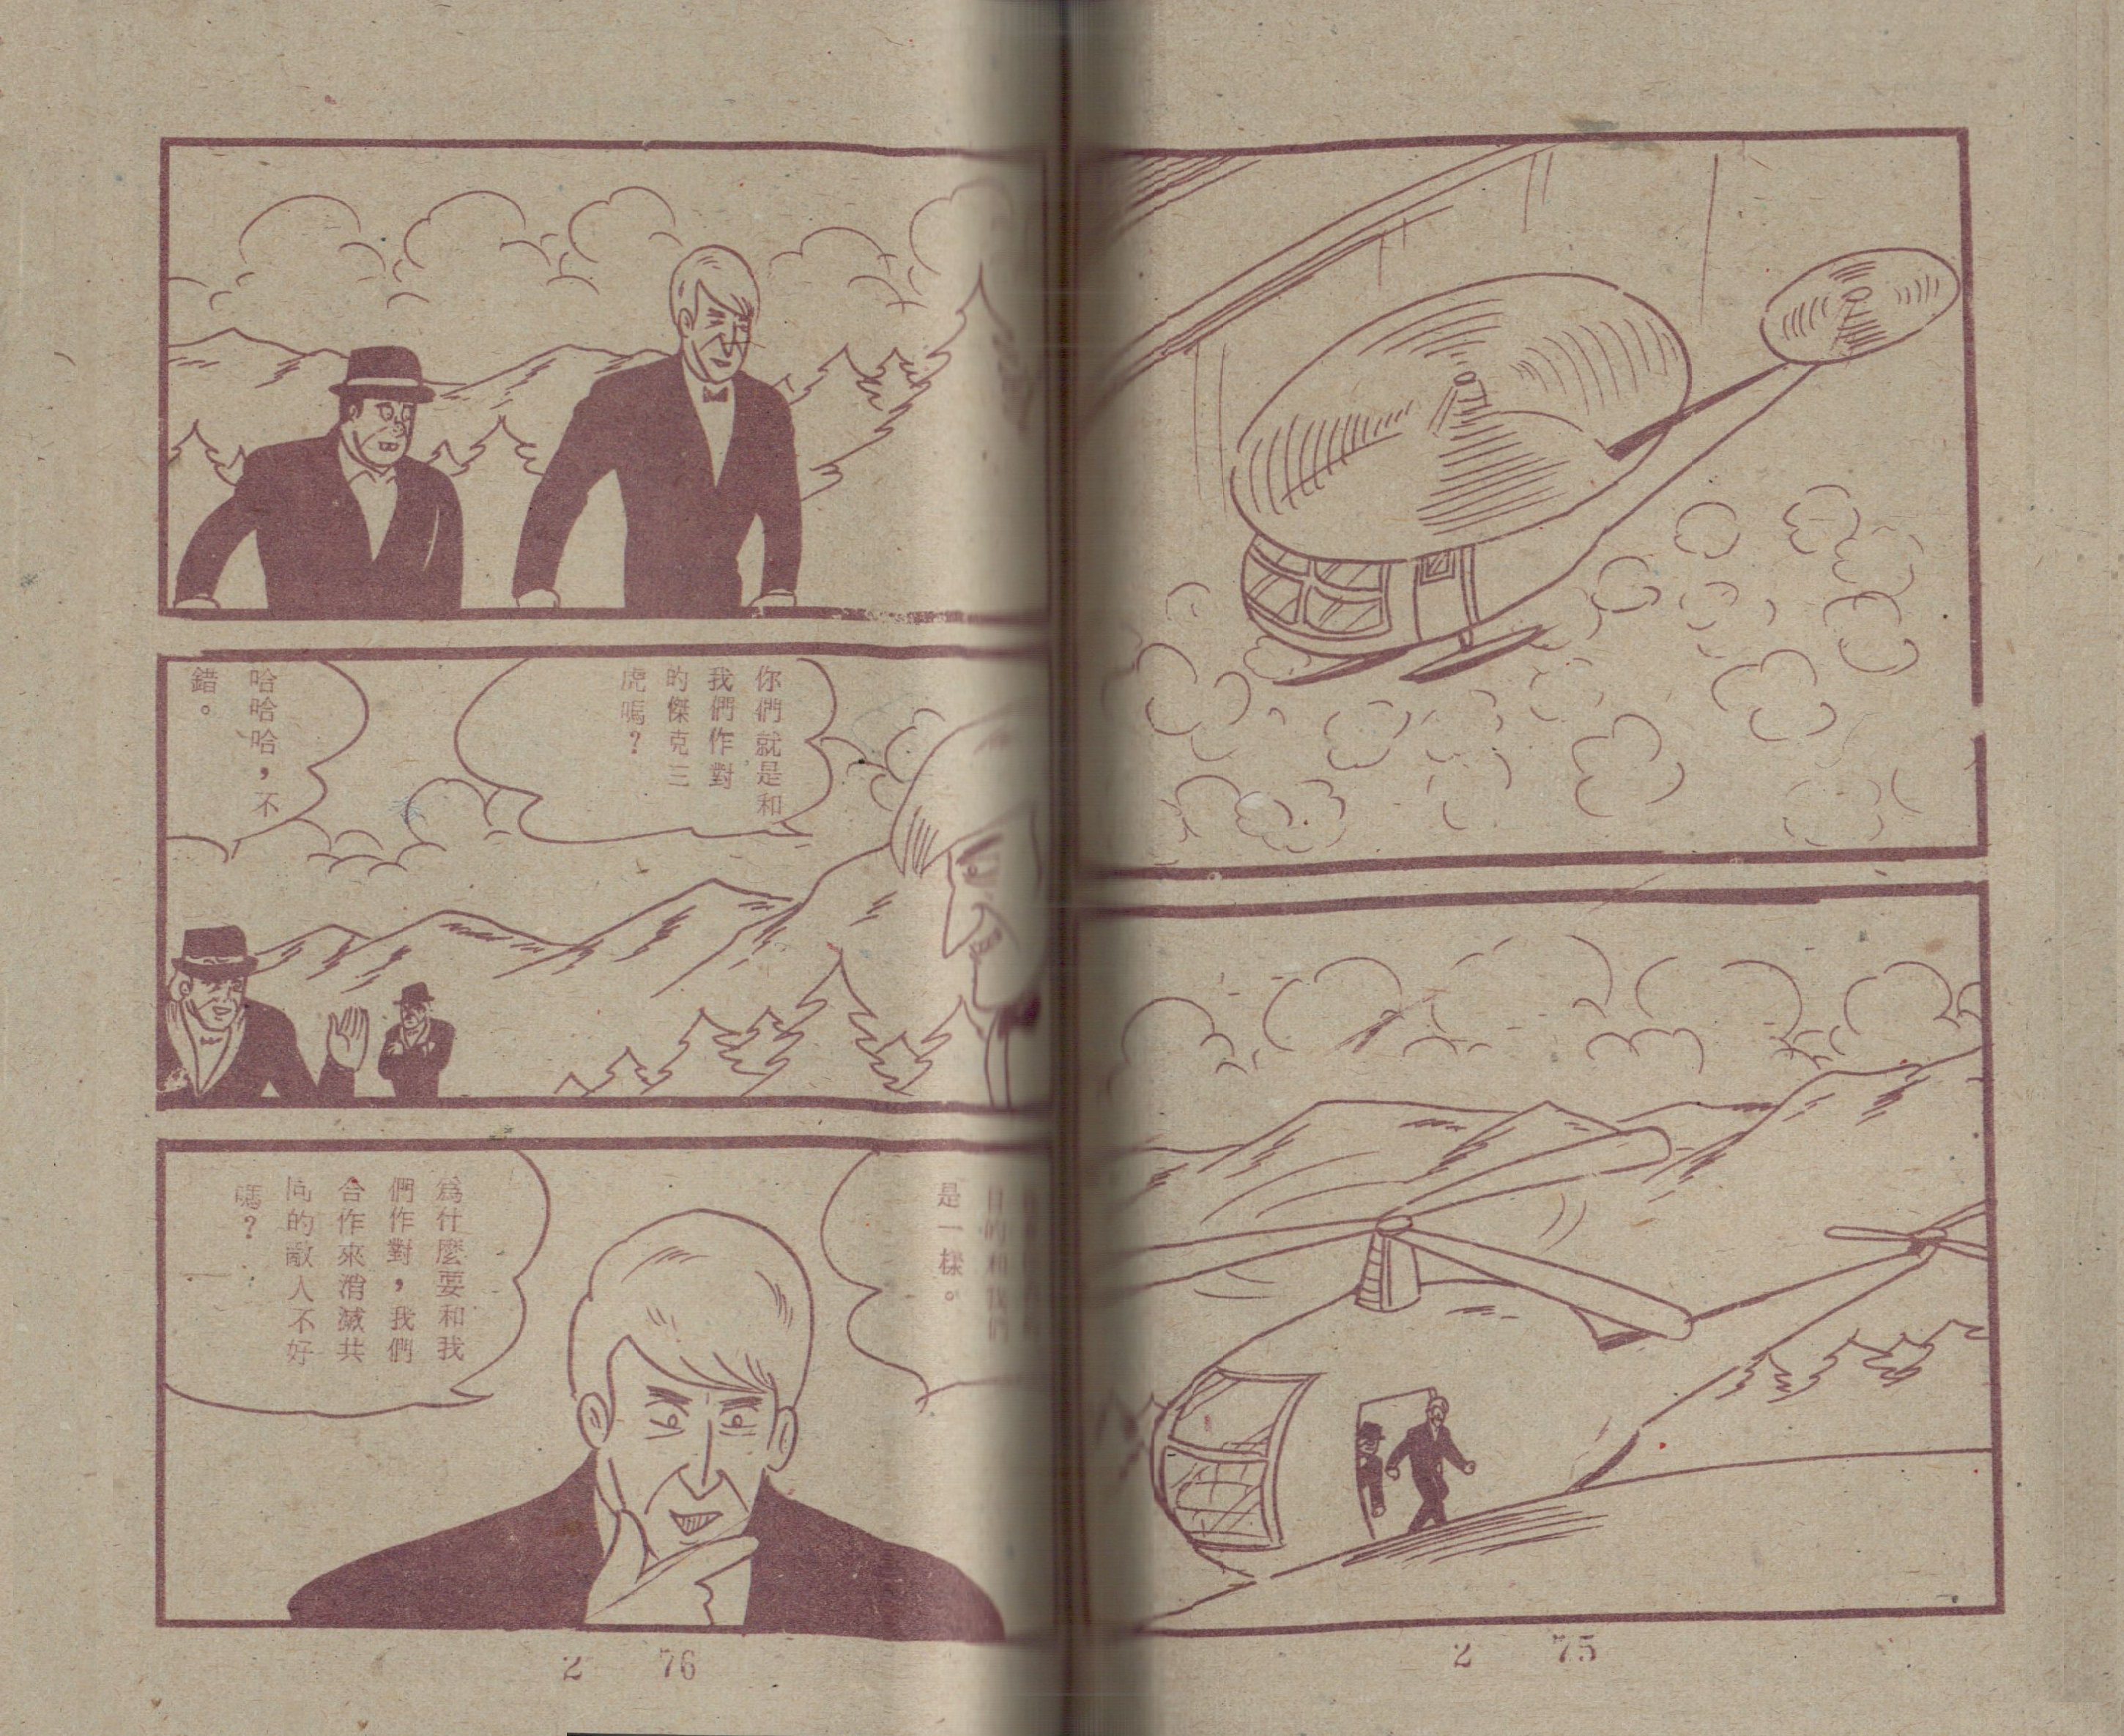 你們就是和
我們作對
的傑克三
虎嗎？
哈哈哈，不
錯。
是一樣。
爲什麼要和我
們作對，我們
合作來消滅共
同的敵人不好
嗎？
2 75
2 76